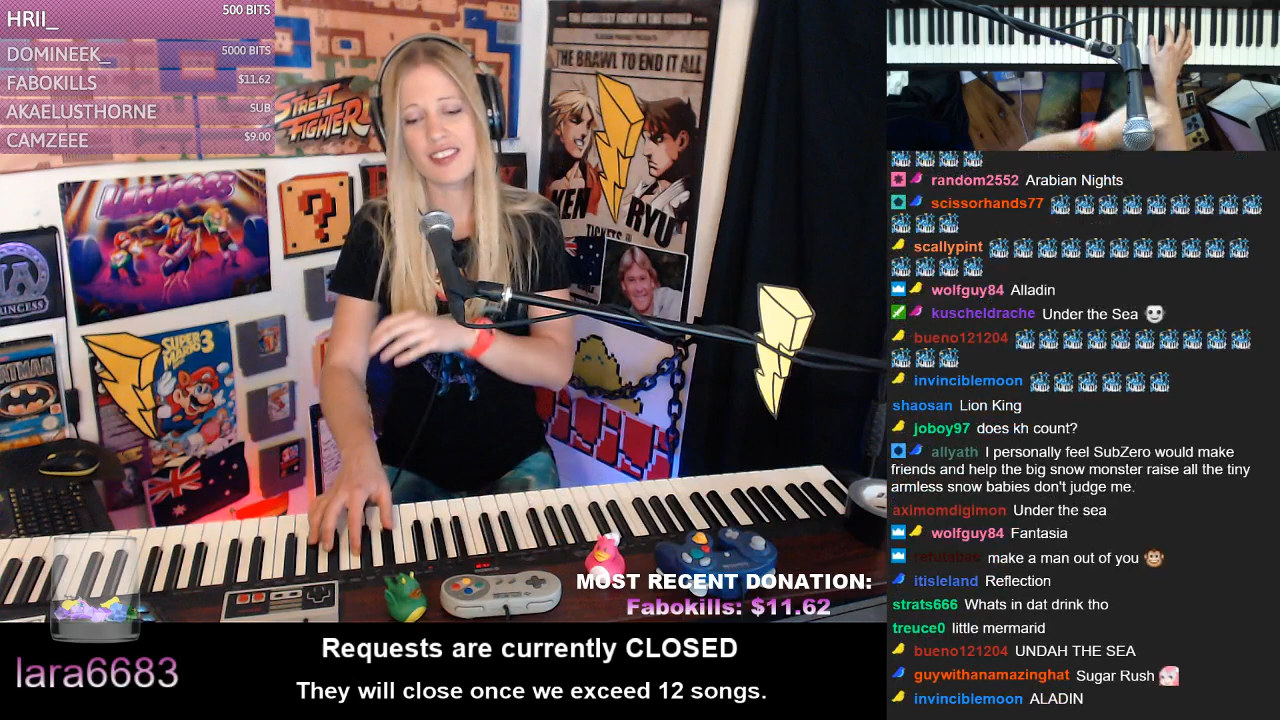 HRII_
500 BITS
DOMINEEK_
5000 BITS
FABOKILLS
$11.62
AKAELUSTHORNE
SUB
CAMZEEE
$9.00
STREET
FIGHTER
THE BRAWL TO END IT ALL
KEN
RYU
TICKETS
SUPER
MARIO 3
BATMAN
PRINCESS
MOST RECENT DONATION:
Fabokills: $11.62
lara6683
Requests are currently CLOSED
They will close once we exceed 12 songs.
random2552 Arabian Nights
scissorhands77
scallypint
wolfguy84 Alladin
kuscheldrache Under the Sea
bueno121204
invinciblemoon
shaosan Lion King
joboy97 does kh count?
allyath I personally feel SubZero would make
friends and help the big snow monster raise all the tiny
armless snow babies don't judge me.
aximomdigimon Under the sea
wolfguy84 Fantasia
make a man out of you
itisleland Reflection
strats666 Whats in dat drink tho
treuce0 little mermarid
bueno121204 UNDAH THE SEA
guywithanamazinghat Sugar Rush
invinciblemoon ALADIN